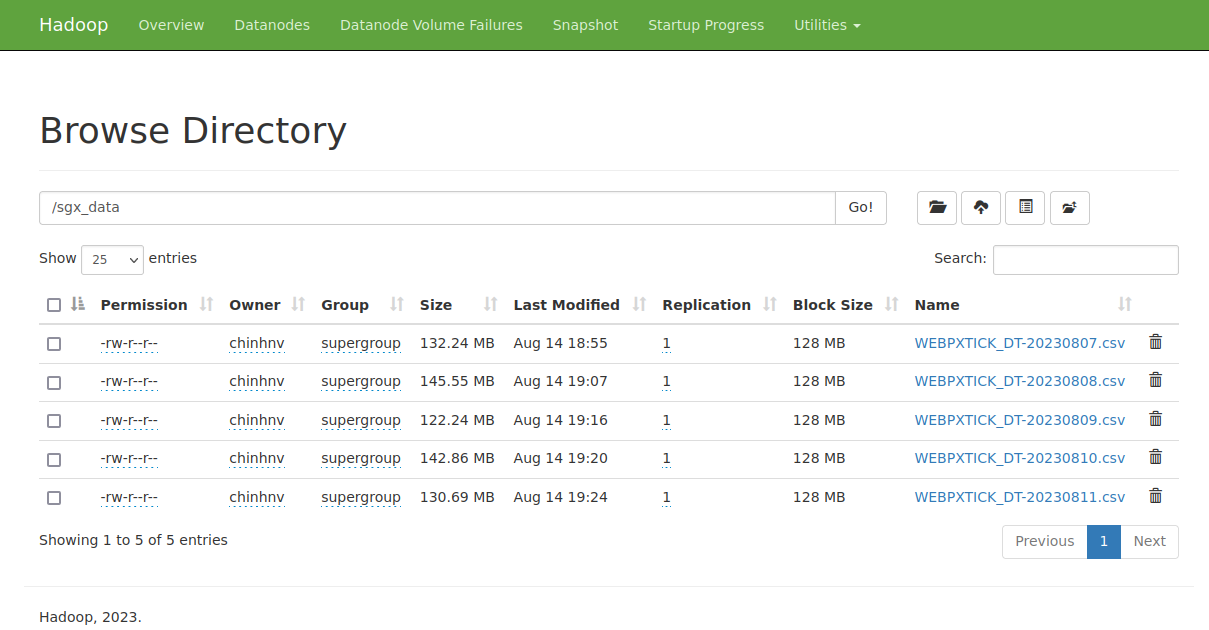 Hadoop Overview Datanodes Datanode Volume Failures Snapshot Startup Progress Utilities
Browse Directory
/sgx_data Go!
Show 25 entries Search:
Permission Owner Group Size Last Modified Replication Block Size Name
-rw-r--r-- chinhnv supergroup 132.24 MB Aug 14 18:55 1 128 MB WEBPXTICK_DT-20230807.csv
-rw-r--r-- chinhnv supergroup 145.55 MB Aug 14 19:07 1 128 MB WEBPXTICK_DT-20230808.csv
-rw-r--r-- chinhnv supergroup 122.24 MB Aug 14 19:16 1 128 MB WEBPXTICK_DT-20230809.csv
-rw-r--r-- chinhnv supergroup 142.86 MB Aug 14 19:20 1 128 MB WEBPXTICK_DT-20230810.csv
-rw-r--r-- chinhnv supergroup 130.69 MB Aug 14 19:24 1 128 MB WEBPXTICK_DT-20230811.csv
Showing 1 to 5 of 5 entries Previous 1 Next
Hadoop, 2023.